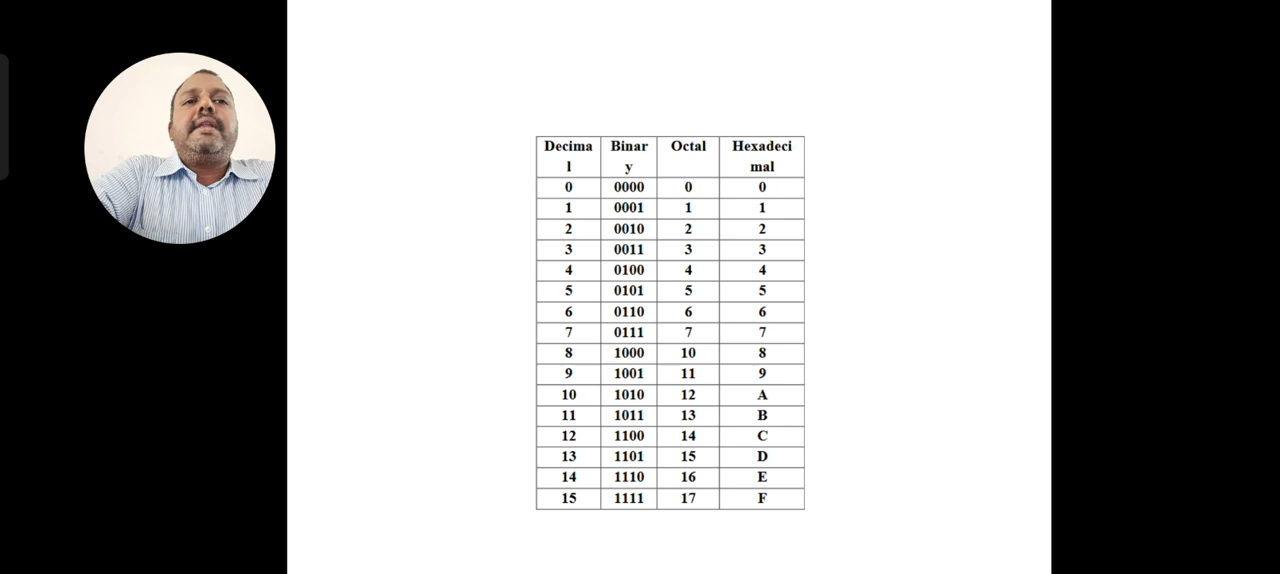 Decima Binar Octal Hexadeci
l y mal
0 0000 0 0
1 0001 1 1
2 0010 2 2
3 0011 3 3
4 0100 4 4
5 0101 5 5
6 0110 6 6
7 0111 7 7
8 1000 10 8
9 1001 11 9
10 1010 12 A
11 1011 13 B
12 1100 14 C
13 1101 15 D
14 1110 16 E
15 1111 17 F